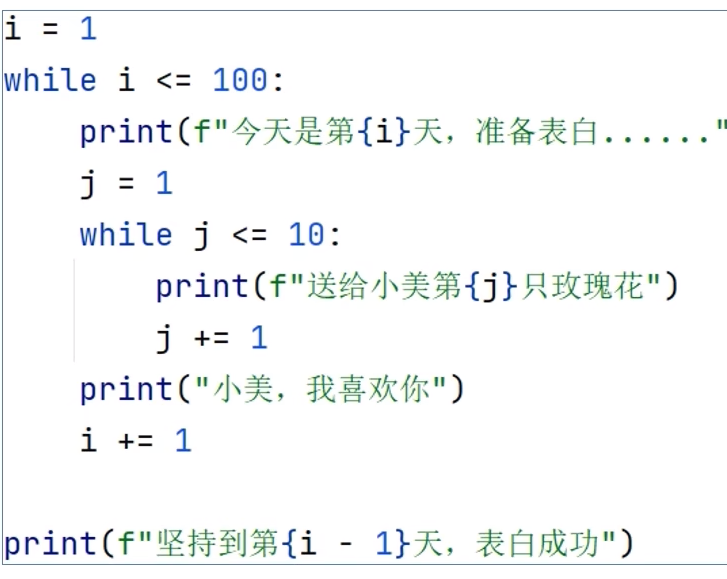 i = 1
while i <= 100:
    print(f"今天是第{i}天，准备表白......"
    j = 1
    while j <= 10:
        print(f"送给小美第{j}只玫瑰花")
        j += 1
    print("小美，我喜欢你")
    i += 1
print(f"坚持到第{i - 1}天，表白成功")